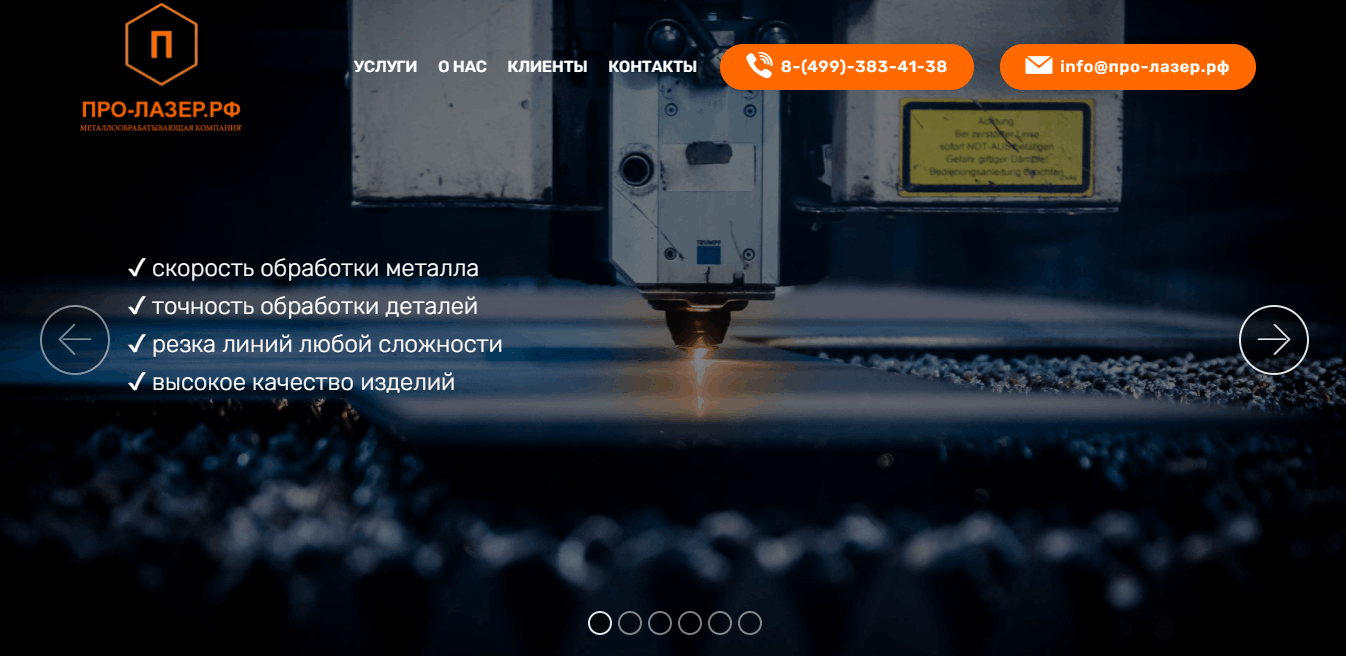 П
ПРО-ЛАЗЕР.РФ
МЕТАЛЛООБРАБАТЫВАЮЩАЯ КОМПАНИЯ
УСЛУГИ О НАС КЛИЕНТЫ КОНТАКТЫ 8-(499)-383-41-38 info@про-лазер.рф
Achtung:
Bei zerstörter Linse
sofort NOT-AUS betätigen
Gefahr giftiger Dämpfe!
Bedienungsanleitung beachten
TRUMPF
✓ скорость обработки металла
✓ точность обработки деталей
✓ резка линий любой сложности
✓ высокое качество изделий